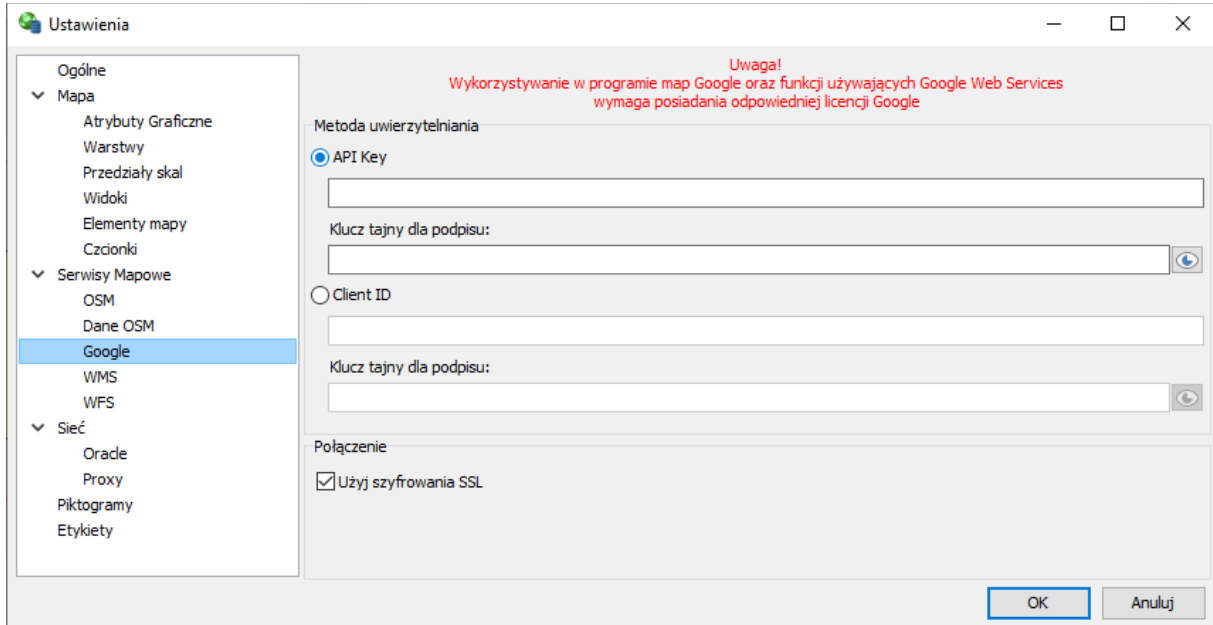 Ustawienia
Ogólne
Mapa
Atrybuty Graficzne
Warstwy
Przedziały skal
Widoki
Elementy mapy
Czcionki
Serwisy Mapowe
OSM
Dane OSM
Google
WMS
WFS
Sieć
Oracle
Proxy
Piktogramy
Etykiety
Uwaga!
Wykorzystywanie w programie map Google oraz funkcji używających Google Web Services
wymaga posiadania odpowiedniej licencji Google
Metoda uwierzytelniania
API Key
Klucz tajny dla podpisu:
Client ID
Klucz tajny dla podpisu:
Połączenie
Użyj szyfrowania SSL
OK
Anuluj